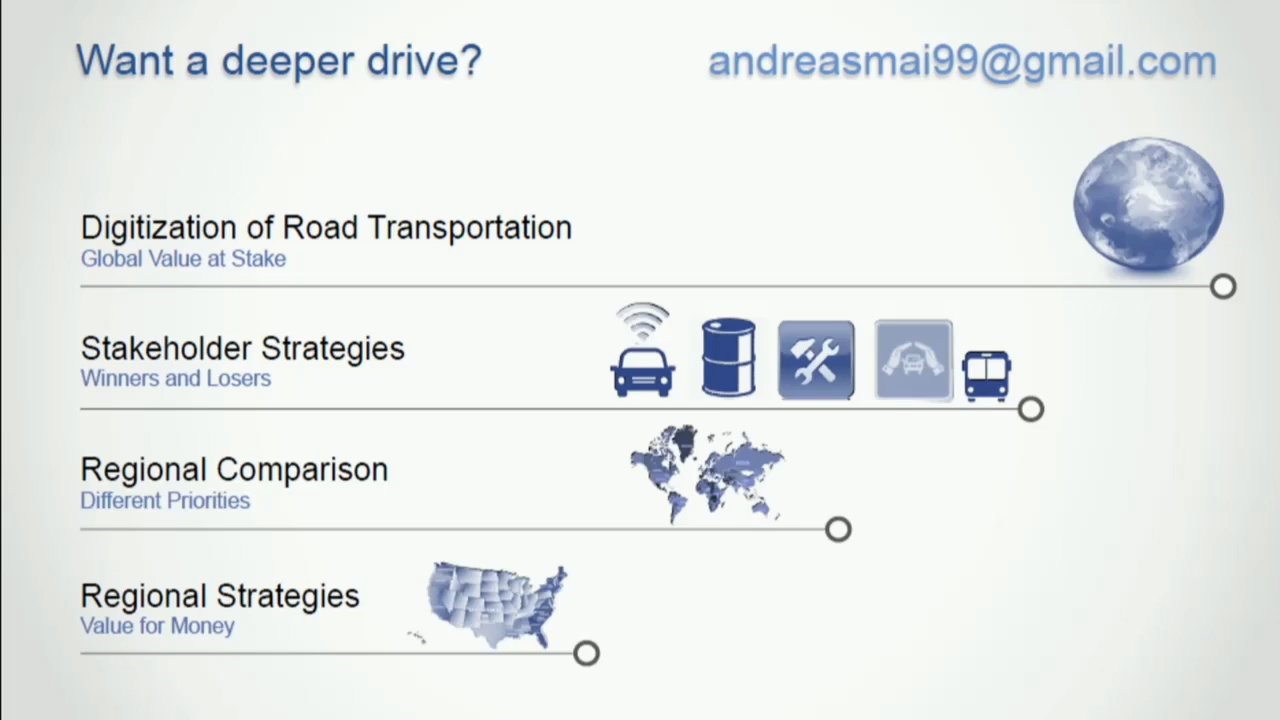 Want a deeper drive?
andreasmai99@gmail.com
Digitization of Road Transportation
Global Value at Stake
Stakeholder Strategies
Winners and Losers
Regional Comparison
Different Priorities
Regional Strategies
Value for Money